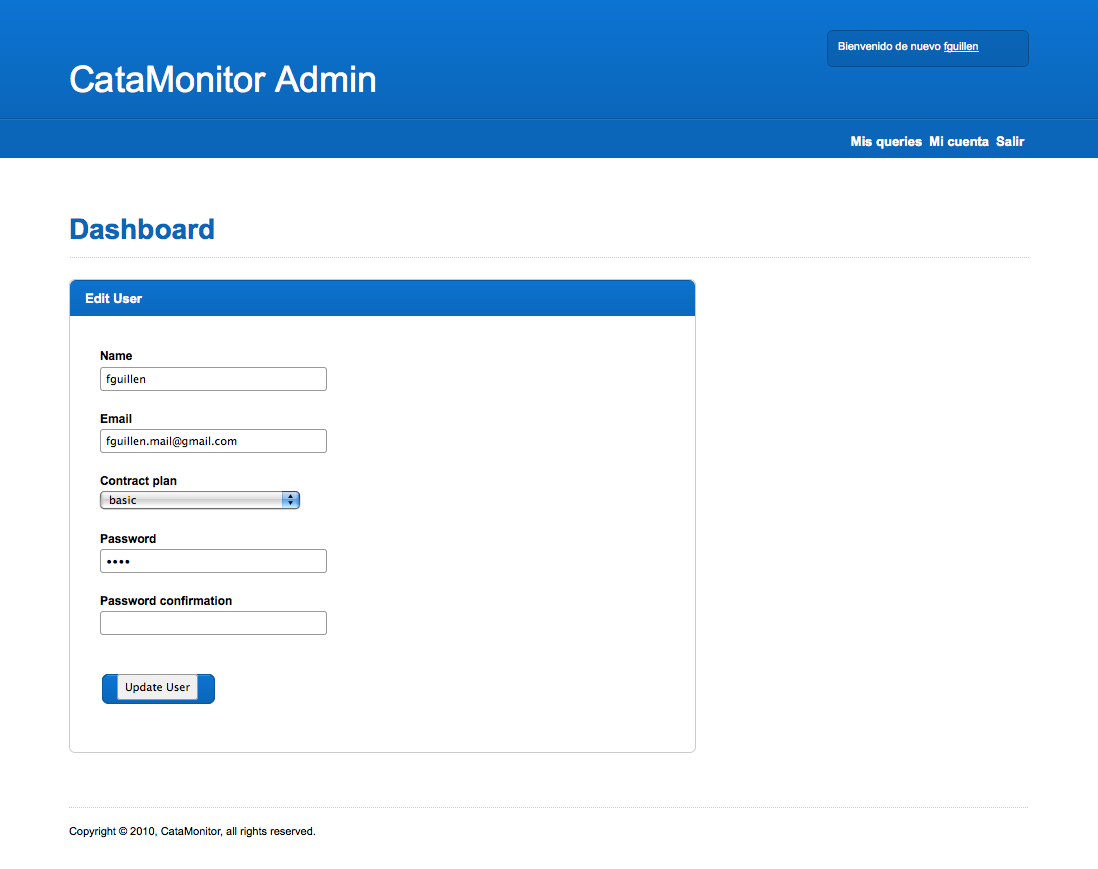 Bienvenido de nuevo fguillen
CataMonitor Admin
Mis queries Mi cuenta Salir
Dashboard
Edit User
Name
fguillen
Email
fguillen.mail@gmail.com
Contract plan
basic
Password
••••
Password confirmation
Update User
Copyright © 2010, CataMonitor, all rights reserved.